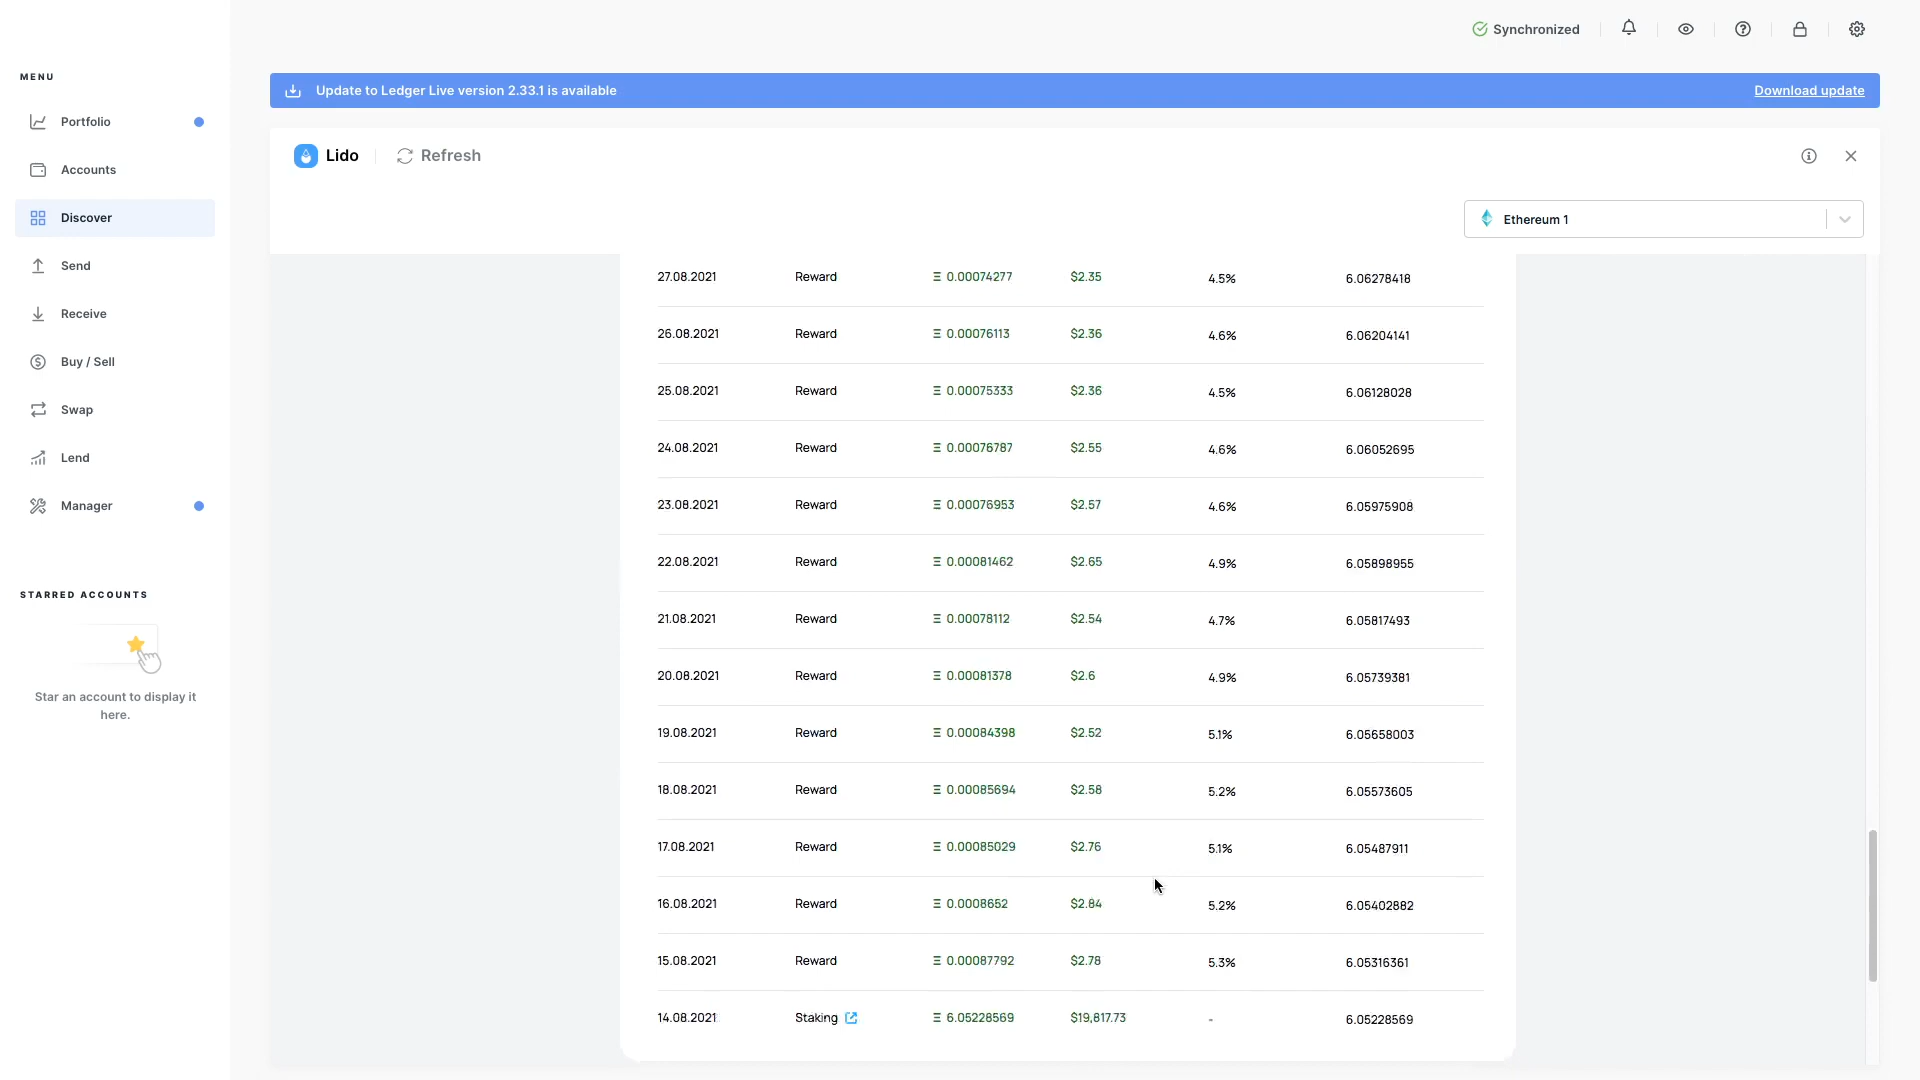 Synchronized
MENU
Update to Ledger Live version 2.33.1 is available
Download update
Portfolio
Lido
Refresh
Accounts
Discover
Ethereum 1
Send
27.08.2021 Reward Ξ 0.00074277 $2.35 4.5% 6.06278418
Receive
26.08.2021 Reward Ξ 0.00076113 $2.36 4.6% 6.06204141
Buy / Sell
25.08.2021 Reward Ξ 0.00075333 $2.36 4.5% 6.06128028
Swap
24.08.2021 Reward Ξ 0.00076787 $2.55 4.6% 6.06052695
Lend
23.08.2021 Reward Ξ 0.00076953 $2.57 4.6% 6.05975908
Manager
22.08.2021 Reward Ξ 0.00081462 $2.65 4.9% 6.05898955
STARRED ACCOUNTS
21.08.2021 Reward Ξ 0.00078112 $2.54 4.7% 6.05817493
20.08.2021 Reward Ξ 0.00081378 $2.6 4.9% 6.05739381
Star an account to display it
here.
19.08.2021 Reward Ξ 0.00084398 $2.52 5.1% 6.05658003
18.08.2021 Reward Ξ 0.00085694 $2.58 5.2% 6.05573605
17.08.2021 Reward Ξ 0.00085029 $2.76 5.1% 6.05487911
16.08.2021 Reward Ξ 0.0008652 $2.84 5.2% 6.05402882
15.08.2021 Reward Ξ 0.00087792 $2.78 5.3% 6.05316361
14.08.2021 Staking Ξ 6.05228569 $19,817.73 - 6.05228569